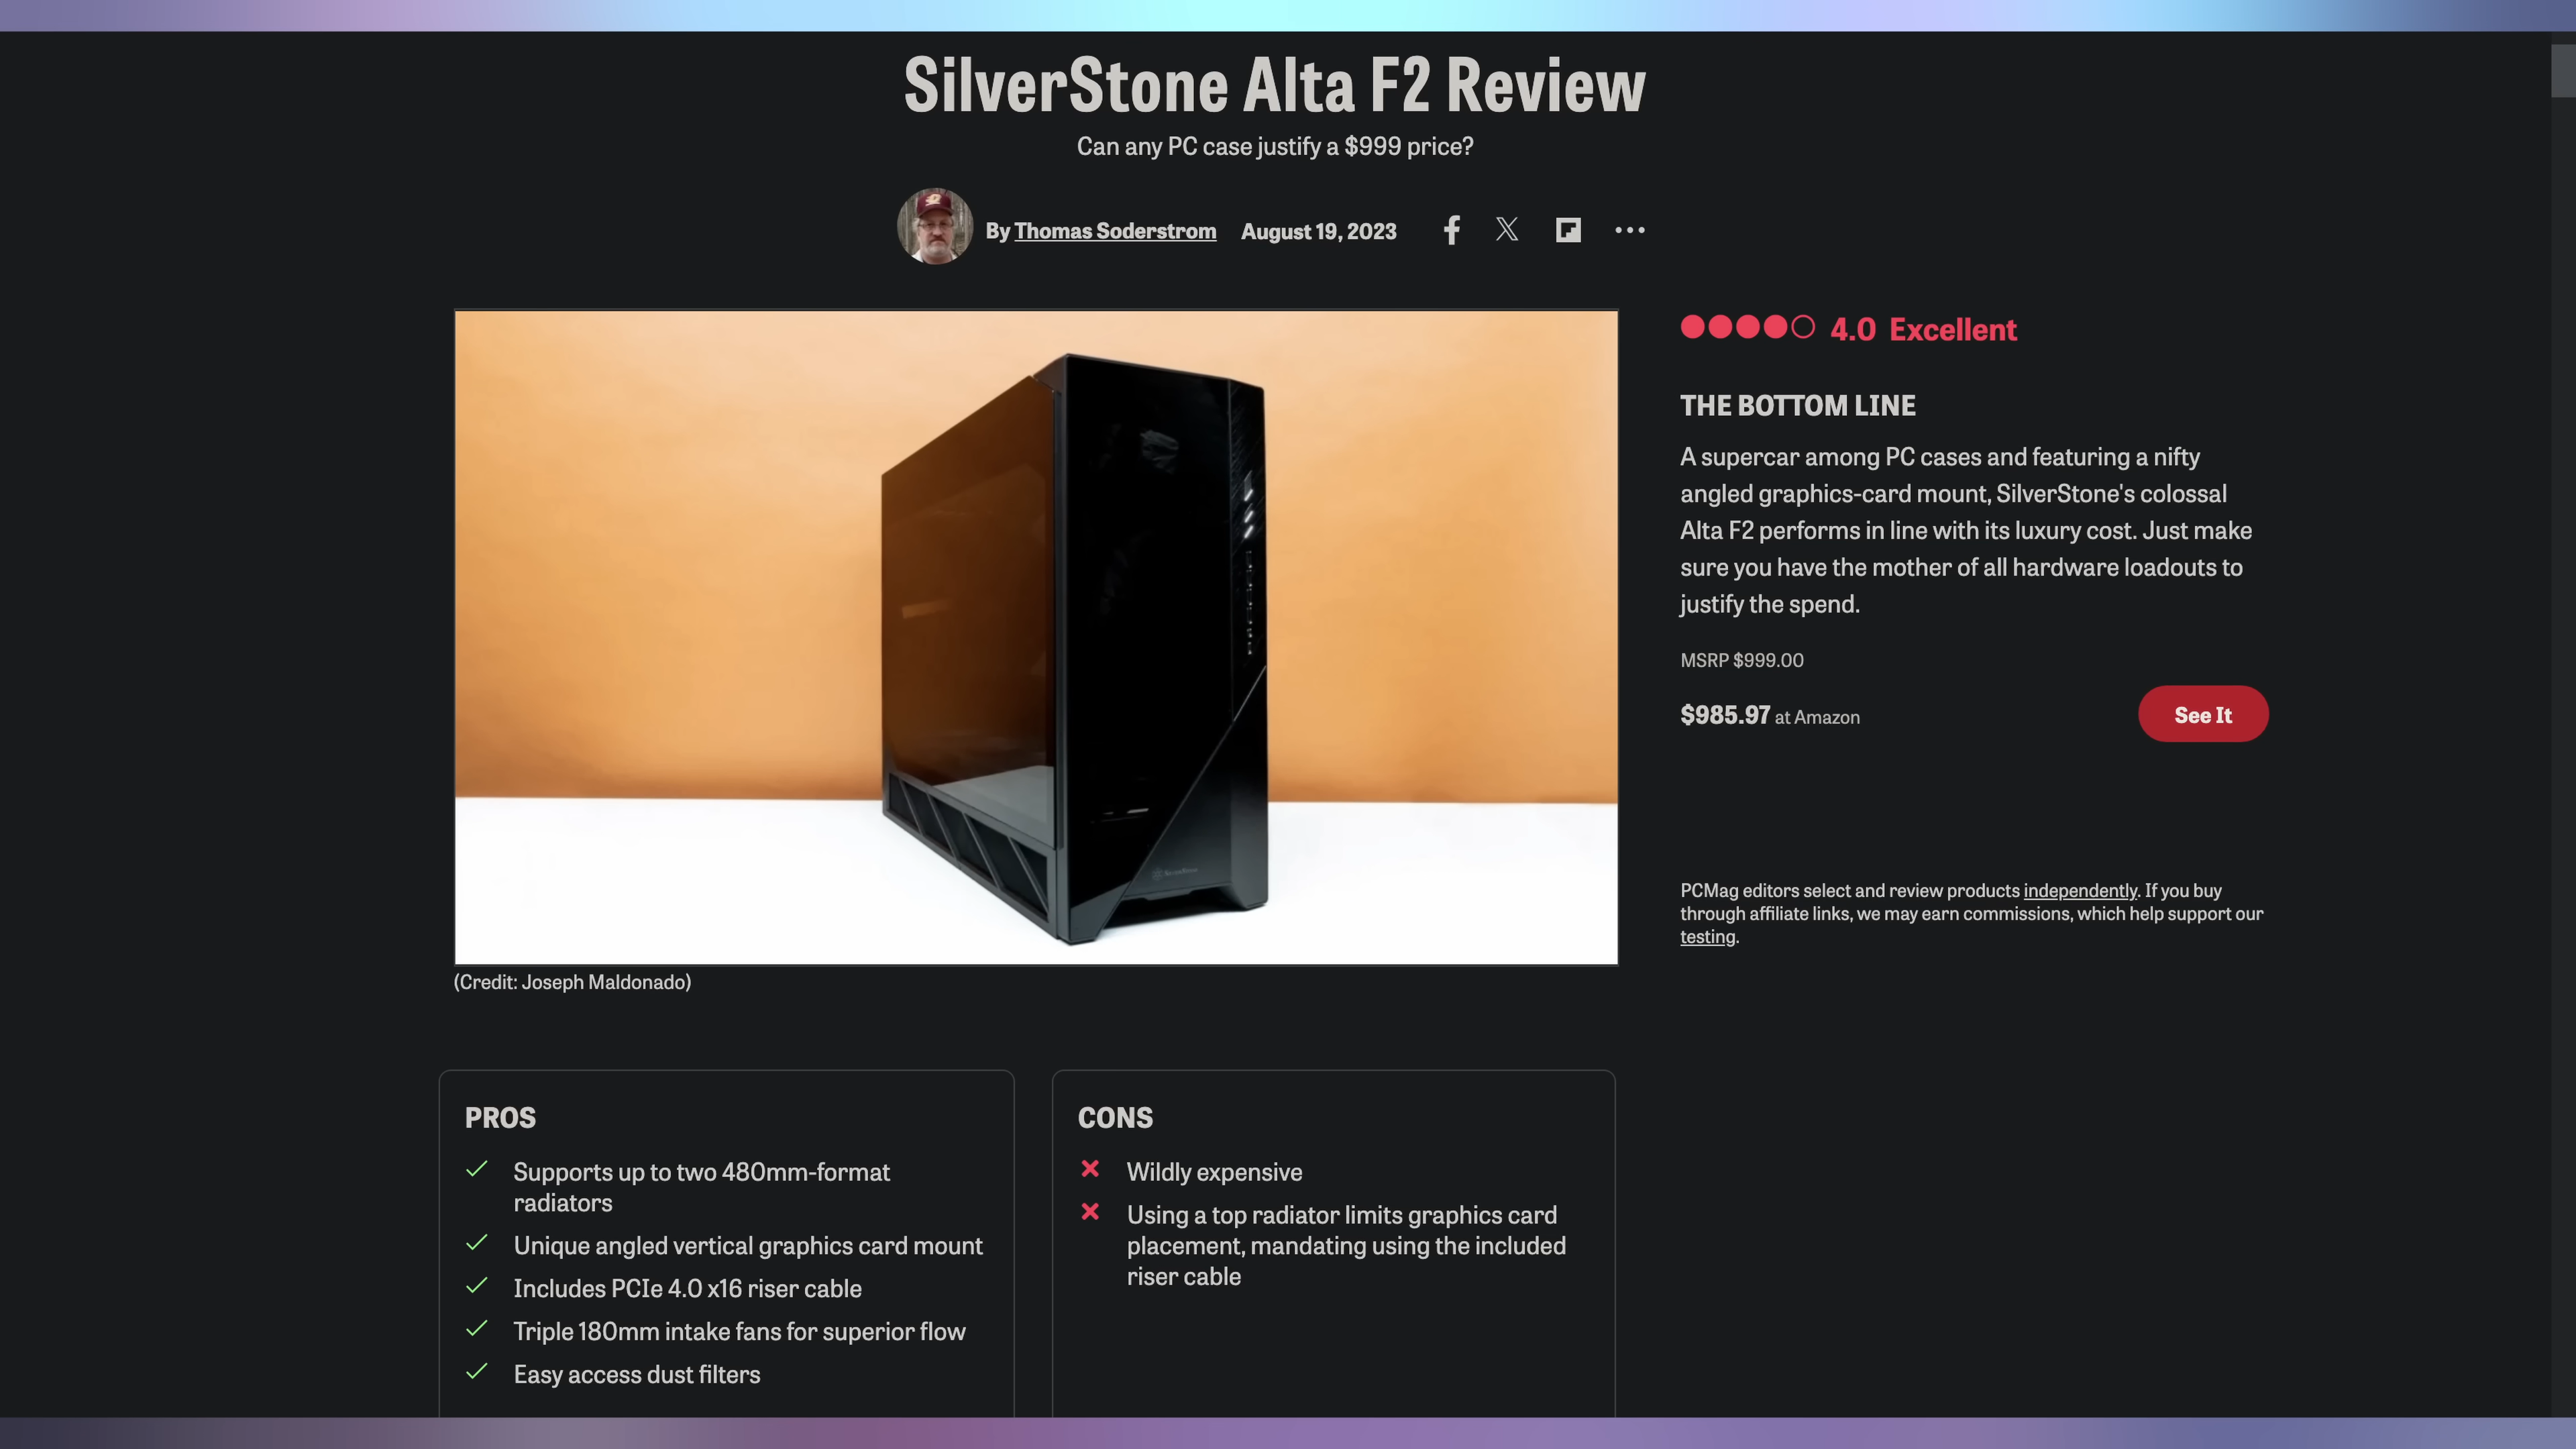 SilverStone Alta F2 Review
Can any PC case justify a $999 price?
By Thomas Soderstrom August 19, 2023
4.0 Excellent
THE BOTTOM LINE
A supercar among PC cases and featuring a nifty
angled graphics-card mount, SilverStone's colossal
Alta F2 performs in line with its luxury cost. Just make
sure you have the mother of all hardware loadouts to
justify the spend.
MSRP $999.00
$985.97 at Amazon
See It
PCMag editors select and review products independently. If you buy
through affiliate links, we may earn commissions, which help support our
testing.
SilverStone
(Credit: Joseph Maldonado)
PROS
Supports up to two 480mm-format
radiators
Unique angled vertical graphics card mount
Includes PCIe 4.0 x16 riser cable
Triple 180mm intake fans for superior flow
Easy access dust filters
CONS
Wildly expensive
Using a top radiator limits graphics card
placement, mandating using the included
riser cable